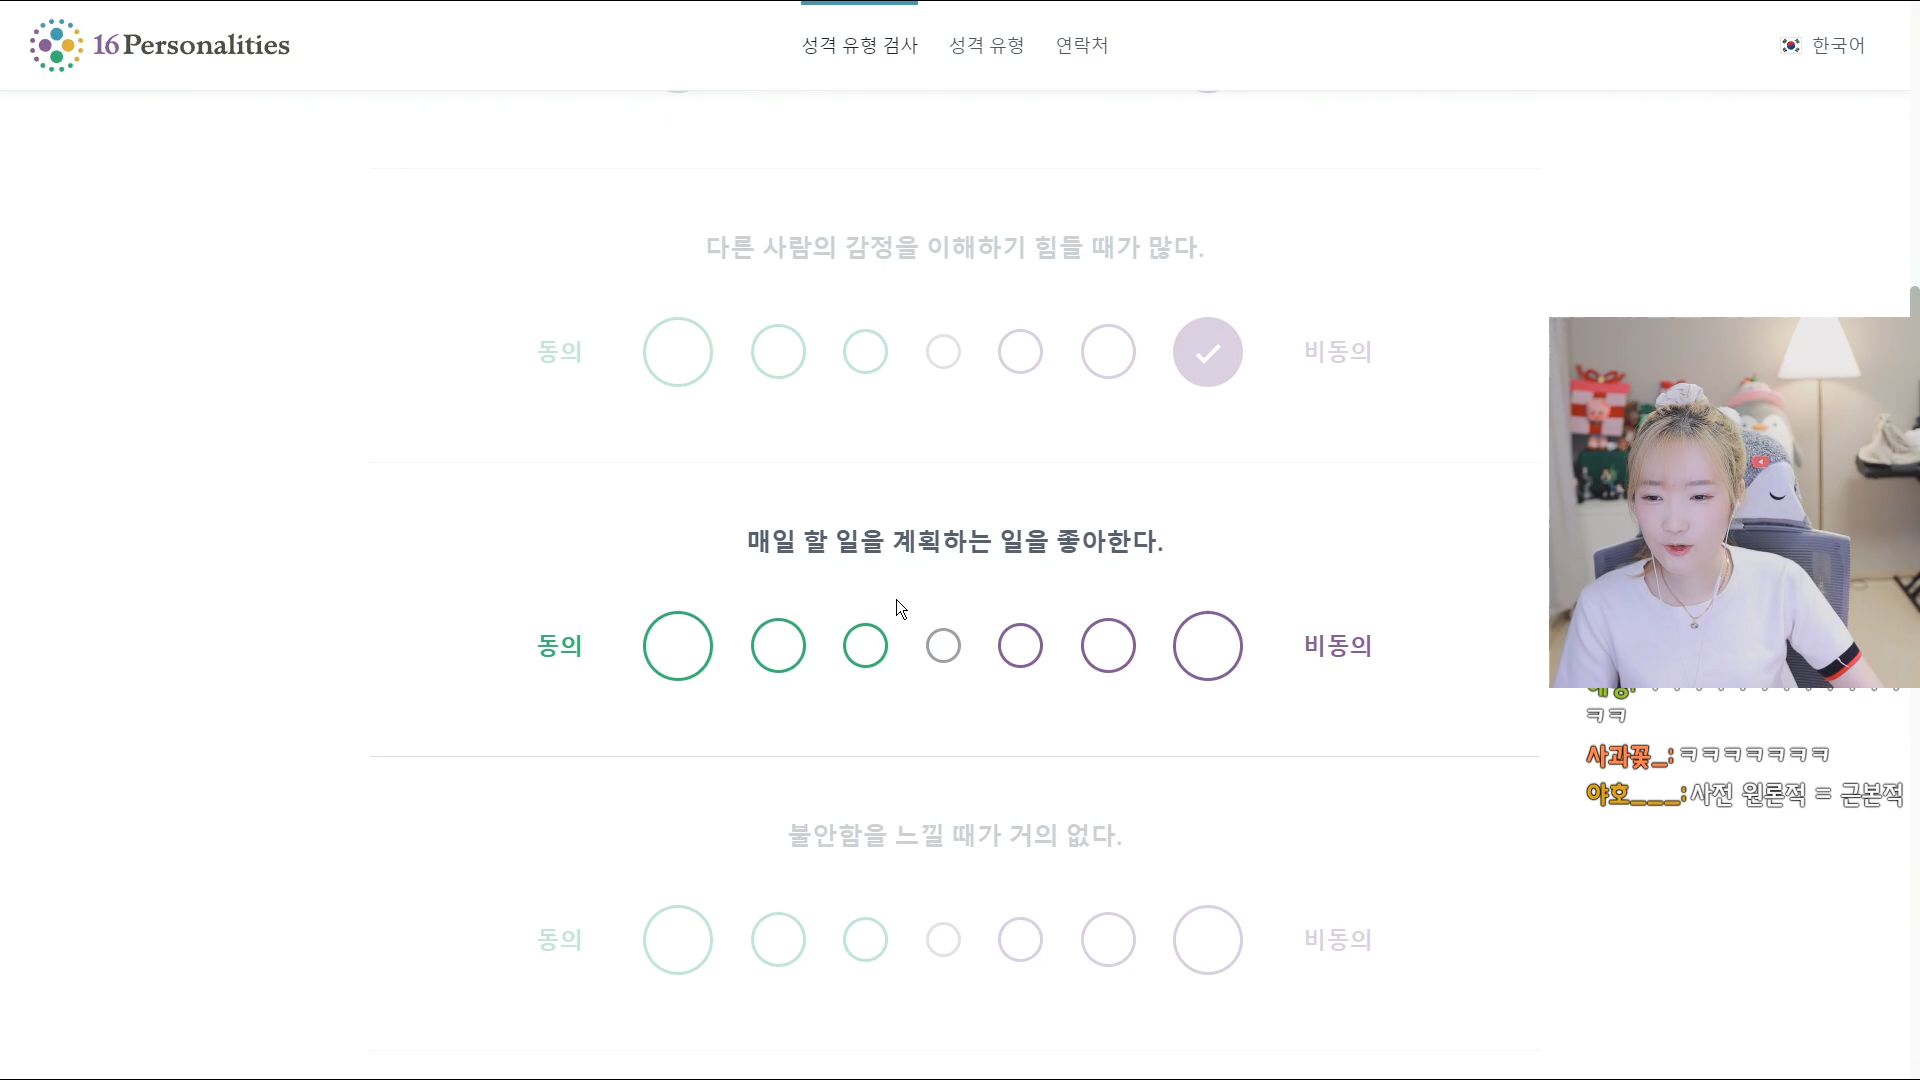 16Personalities
성격 유형 검사
성격 유형
연락처
한국어
다른 사람의 감정을 이해하기 힘들 때가 많다.
동의
비동의
매일 할 일을 계획하는 일을 좋아한다.
동의
비동의
ㅋㅋ
사과꽃_: ㅋㅋㅋㅋㅋㅋㅋ
야호___: 사전 원론적 = 근본적
불안함을 느낄 때가 거의 없다.
동의
비동의